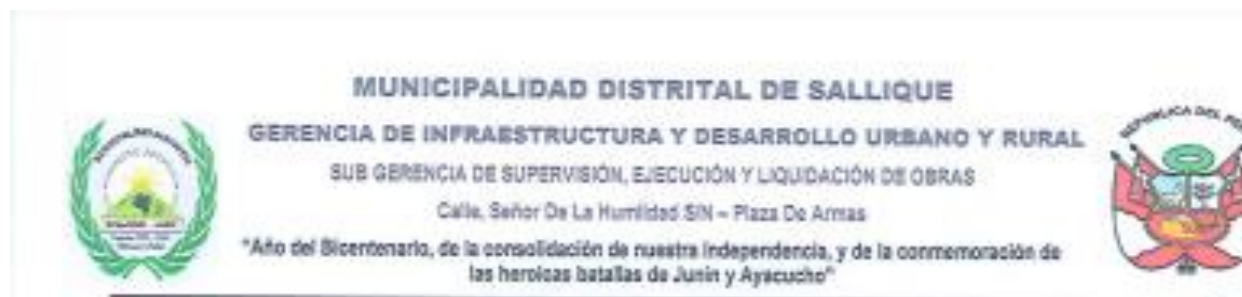 MUNICIPALIDAD DISTRITAL DE SALLIQUE
GERENCIA DE INFRAESTRUCTURA Y DESARROLLO URBANO Y RURAL
SUB GERENCIA DE SUPERVISIÓN, EJECUCIÓN Y LIQUIDACIÓN DE OBRAS
Calle, Señor De La Humildad S/N – Plaza De Armas
"Año del Bicentenario, de la consolidación de nuestra independencia, y de la conmemoración de
las heroicas batallas de Junín y Ayacucho"
REPUBLICA DEL